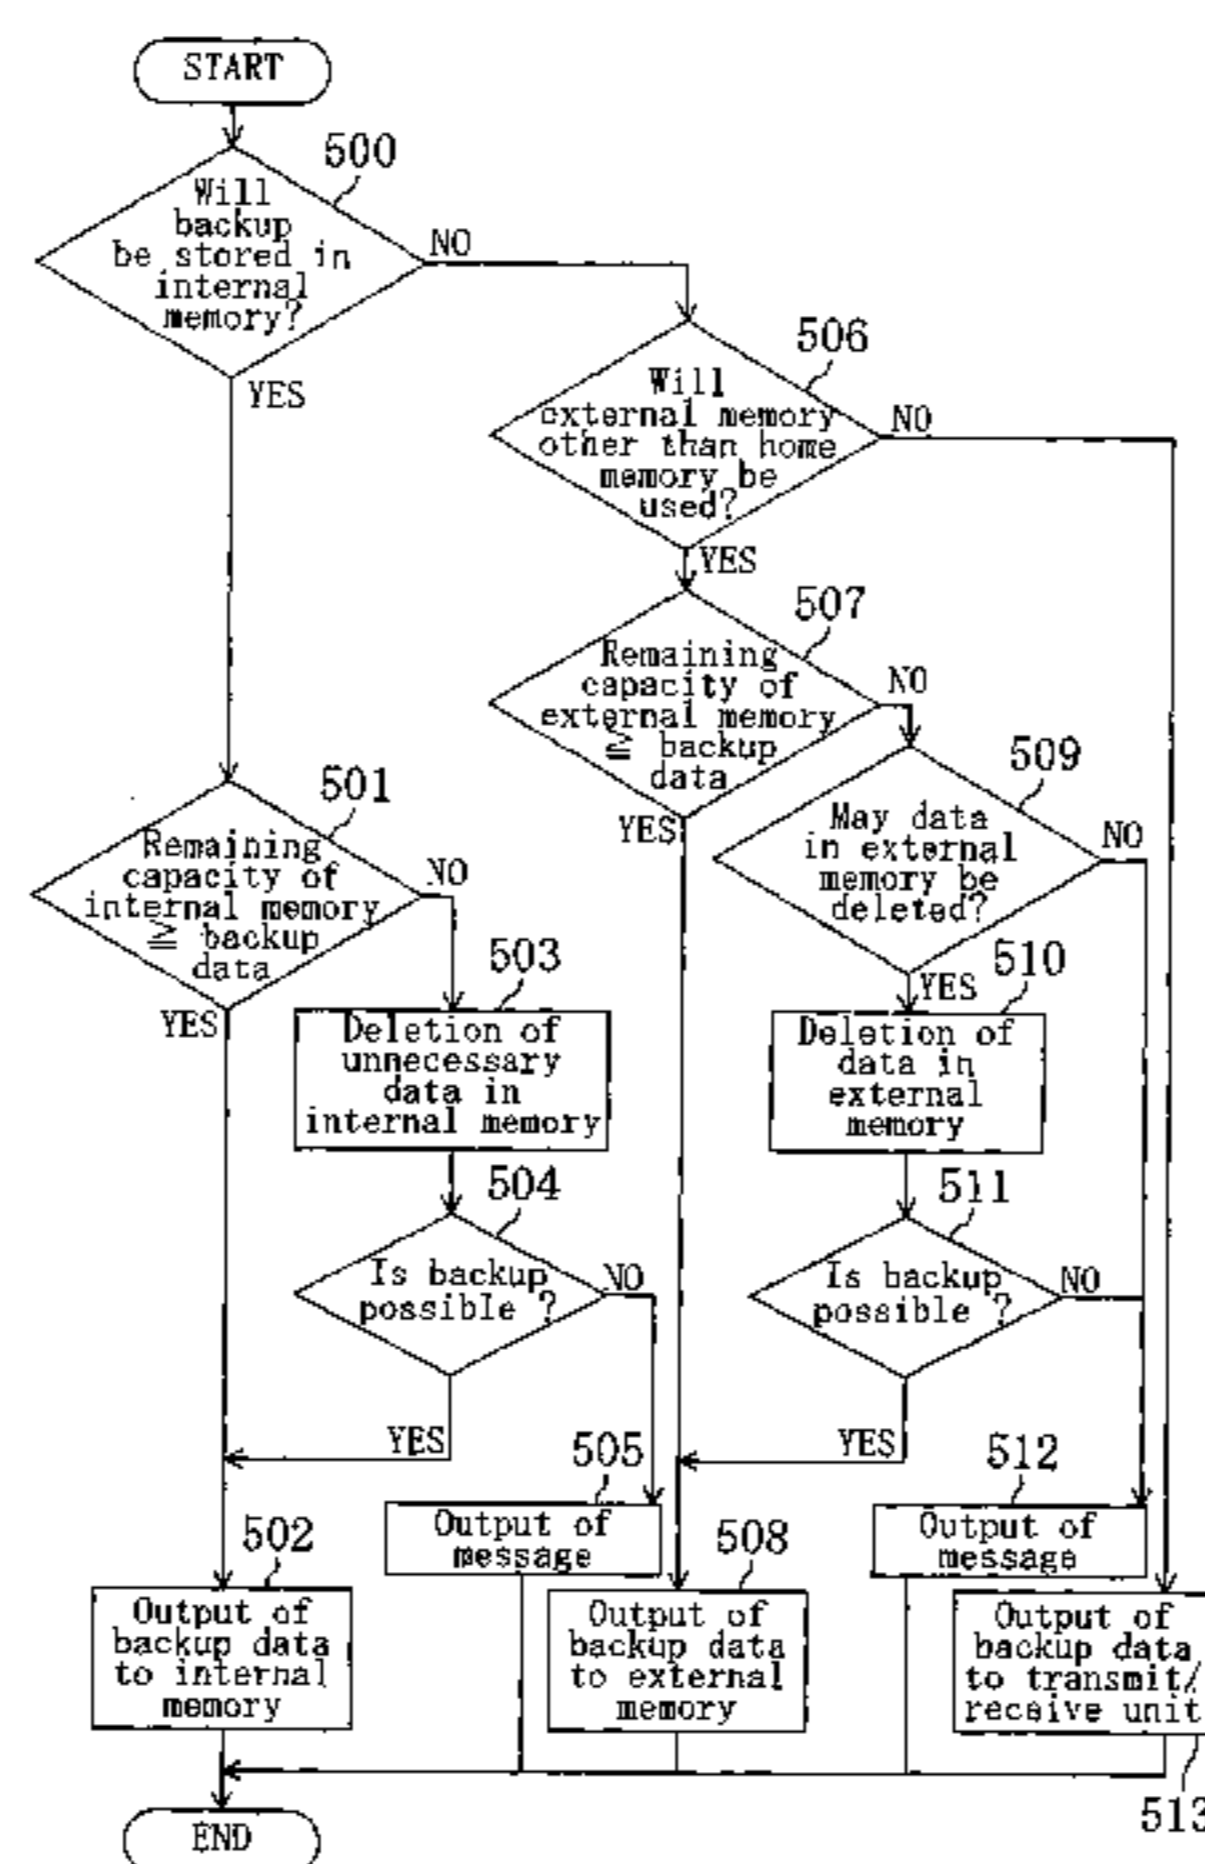 START
500
Will
backup
be stored in
internal
memory?
NO
YES
506
Will
external memory
other than home
memory be
used?
NO
YES
507
Remaining
capacity of
external memory
≧ backup
data
NO
YES
509
May data
in external
memory be
deleted?
NO
YES
501
Remaining
capacity of
internal memory
≧ backup
data
NO
YES
503
Deletion of
unnecessary
data in
internal memory
510
Deletion of
data in
external
memory
504
Is backup
possible ?
NO
YES
511
Is backup
possible ?
NO
YES
505
Output of
message
512
Output of
message
502
Output of
backup data
to internal
memory
508
Output of
backup data
to external
memory
Output of
backup data
to transmit/
receive unit
513
END